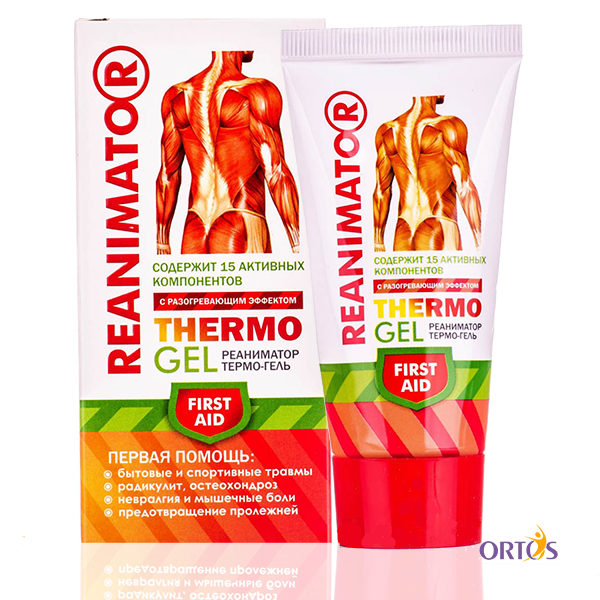 REANIMATOR
СОДЕРЖИТ 15 АКТИВНЫХ
КОМПОНЕНТОВ
С РАЗОГРЕВАЮЩИМ ЭФФЕКТОМ
THERMO
GEL
РЕАНИМАТОР
ТЕРМО-ГЕЛЬ
FIRST
AID
ПЕРВАЯ ПОМОЩЬ:
бытовые и спортивные травмы
радикулит, остеохондроз
невралгия и мышечные боли
предотвращение пролежней
REANIMATOR
СОДЕРЖИТ 15 АКТИВНЫХ
КОМПОНЕНТОВ
С РАЗОГРЕВАЮЩИМ ЭФФЕКТОМ
THERMO
GEL
РЕАНИМАТОР
ТЕРМО-ГЕЛЬ
FIRST
AID
ORTOS